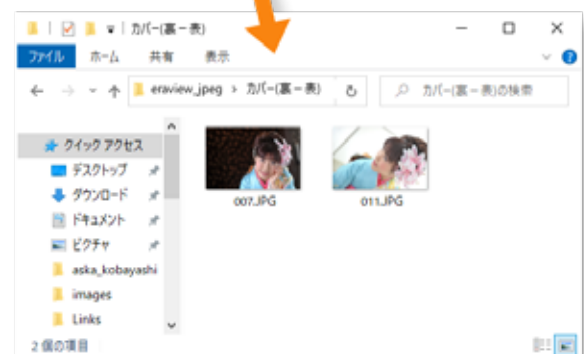 カバー(裏－表)
ファイル ホーム 共有 表示
eraview_jpeg › カバー(裏－表) カバー(裏－表)の検索
クイック アクセス
デスクトップ
ダウンロード
ドキュメント
ピクチャ
aska_kobayashi
images
Links
007.JPG 011.JPG
2 個の項目